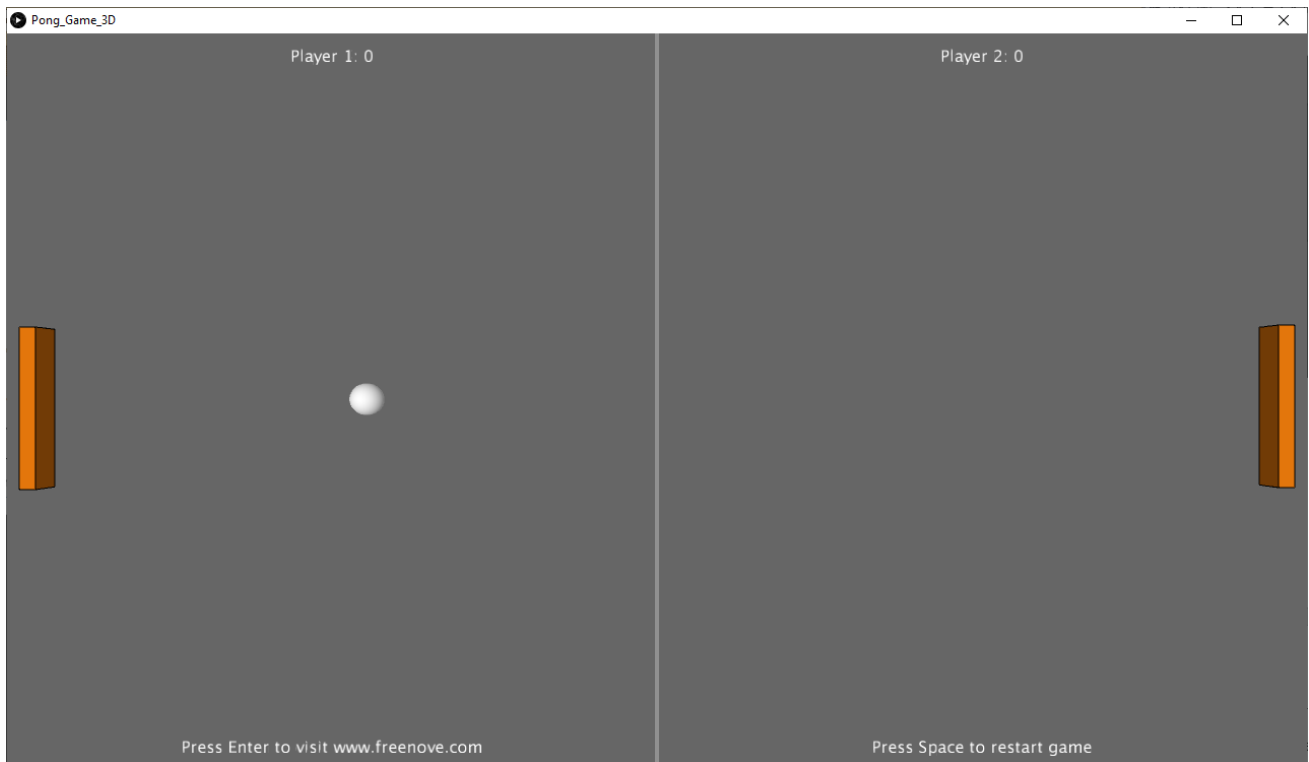 Pong_Game_3D
Player 1: 0
Player 2: 0
Press Enter to visit www.freenove.com
Press Space to restart game